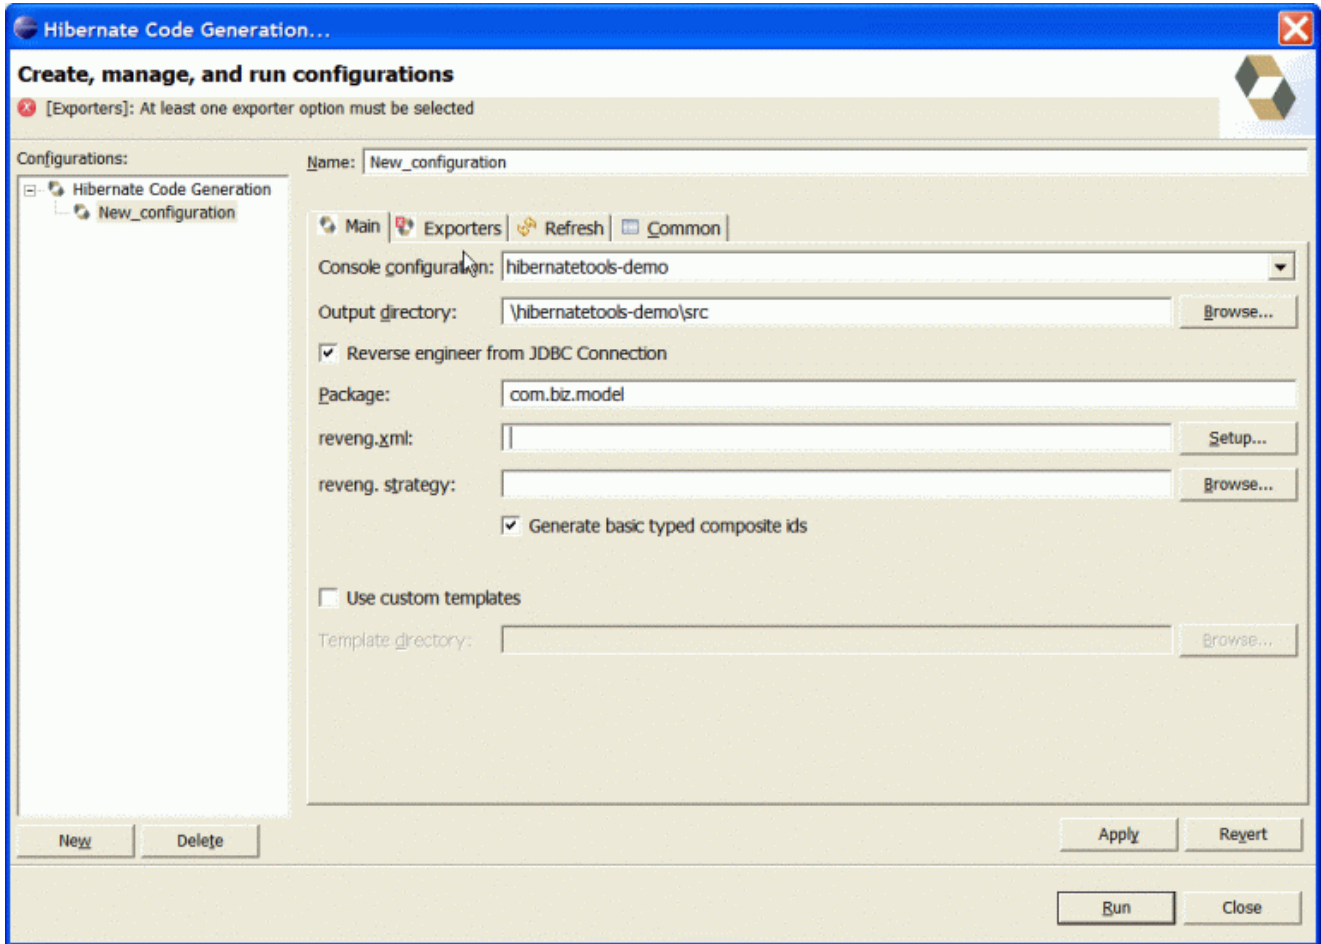 Hibernate Code Generation...
Create, manage, and run configurations
[Exporters]: At least one exporter option must be selected
Configurations:
Hibernate Code Generation
New_configuration
Name: New_configuration
Main Exporters Refresh Common
Console configuration: hibernatetools-demo
Output directory: \hibernatetools-demo\src Browse...
Reverse engineer from JDBC Connection
Package: com.biz.model
reveng.xml: Setup...
reveng. strategy: Browse...
Generate basic typed composite ids
Use custom templates
Template directory: Browse...
New Delete
Apply Revert
Run Close